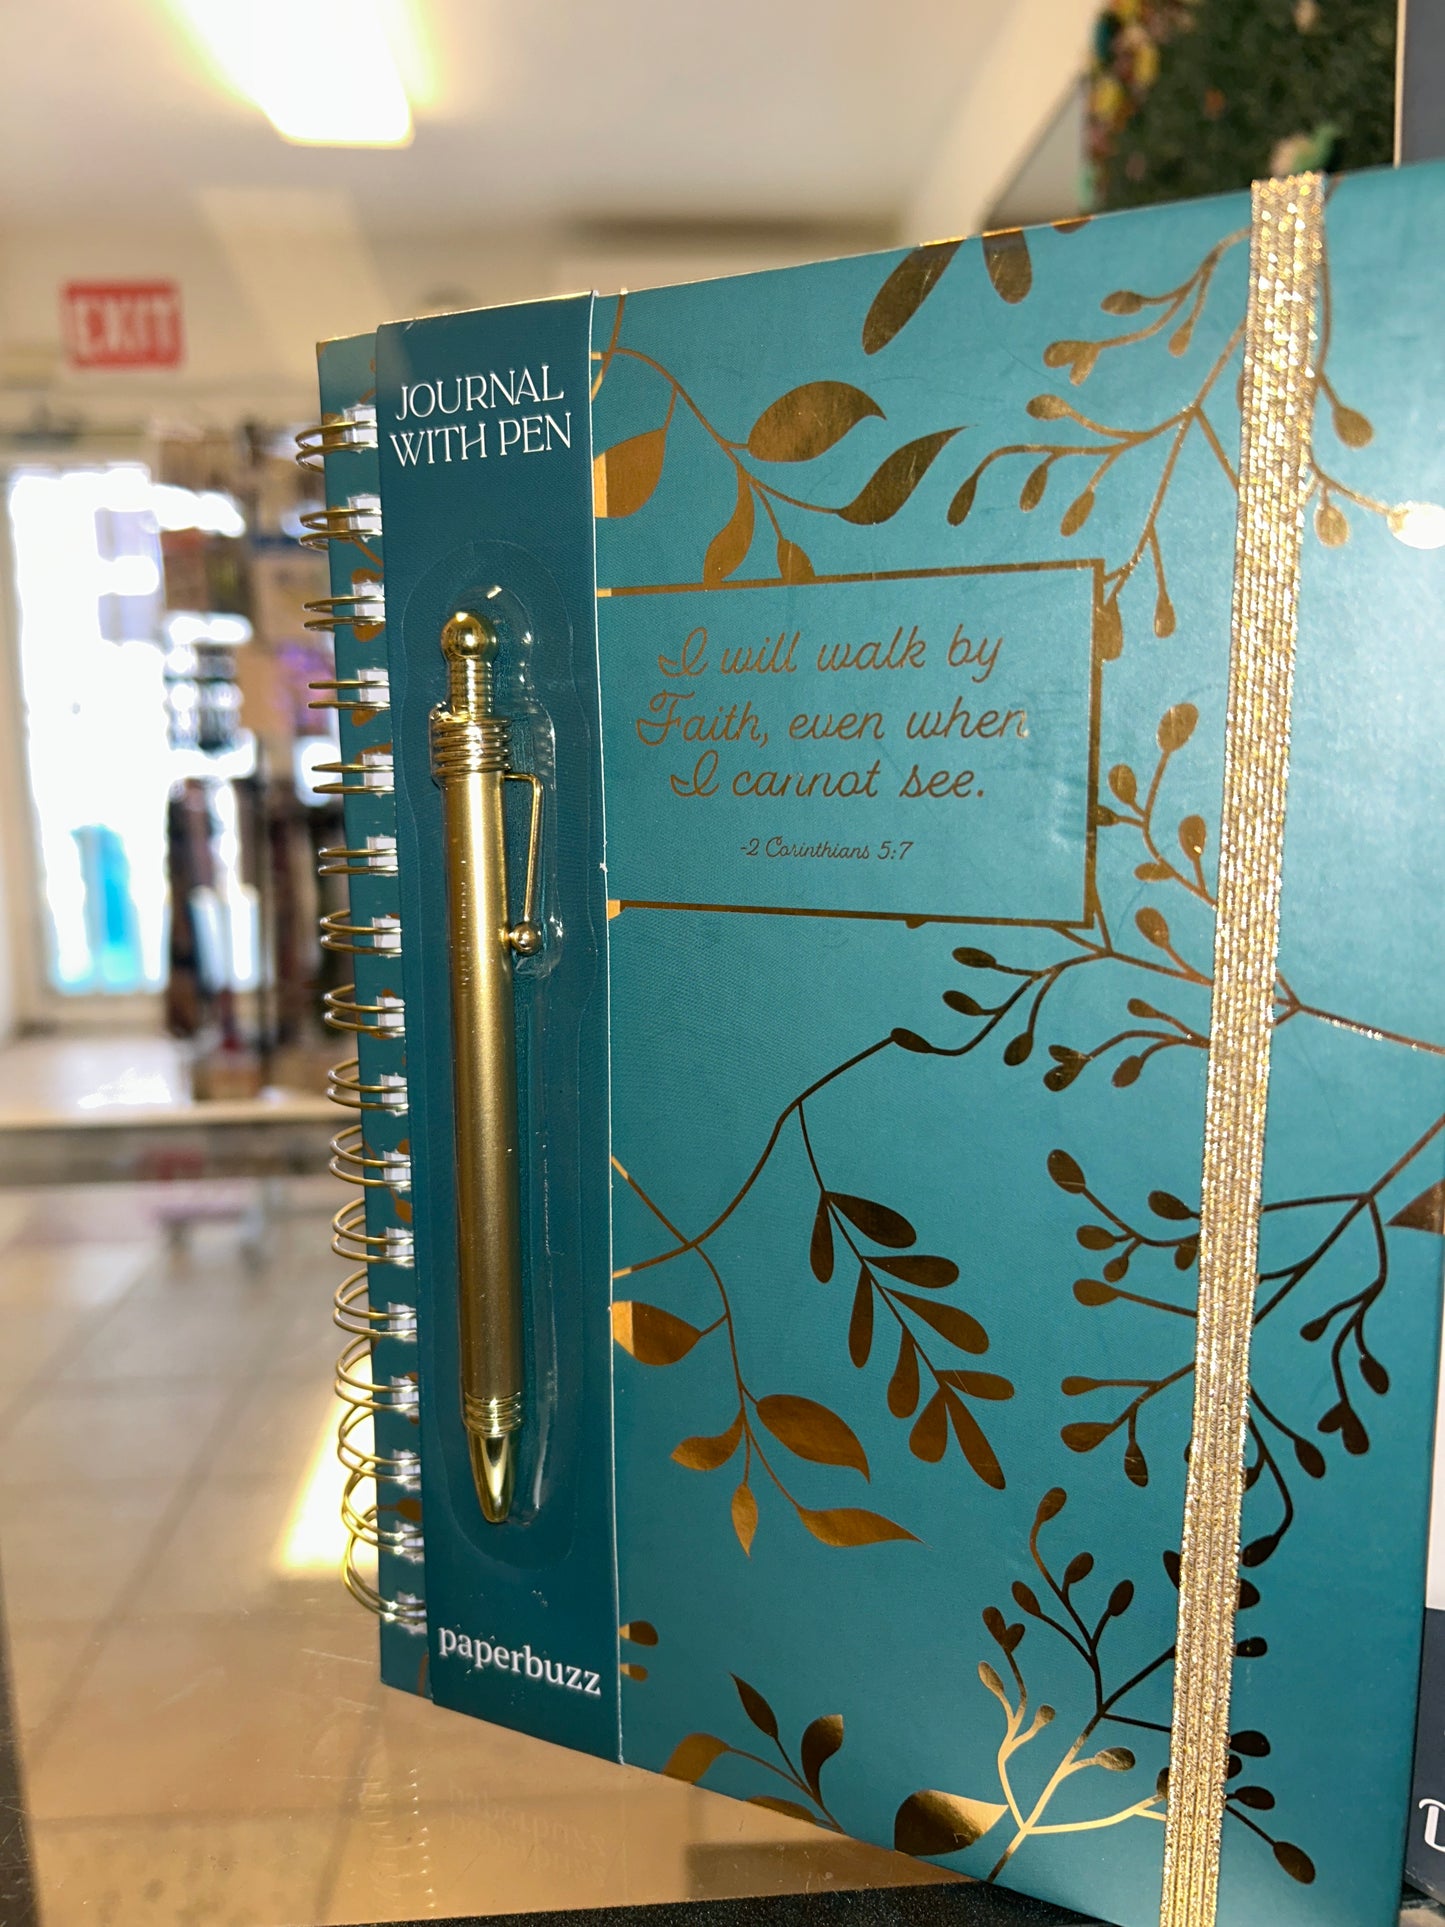 EXIT
JOURNAL
WITH PEN
I will walk by
Faith, even when
I cannot see.
-2 Corinthians 5:7
paperbuzz